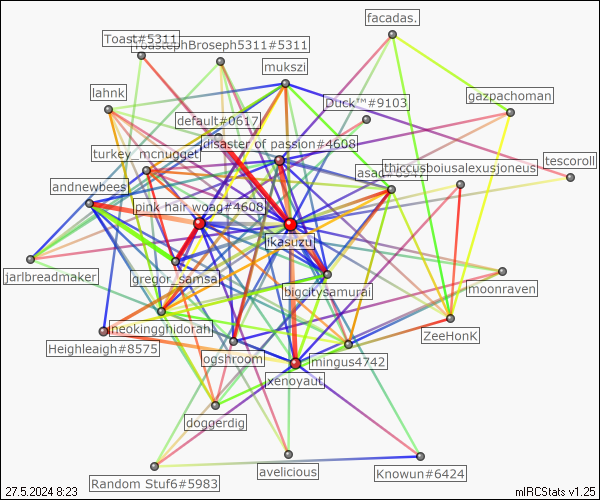 facadas.
Toast#5311
ToastephBroseph5311#5311
mukszi
lahnk
Duck™#9103
gazpachoman
default#0617
disaster of passion#4608
turkey_mcnugget
thiccusboiusalexusjoneus
tescoroll
andnewbees
pink hair woag#4608
ikasuzu
jarlbreadmaker
gregor_samsa
bigcitysamurai
moonraven
neokingghidorah
ZeeHonK
Heighleaigh#8575
ogshroom
mingus4742
xenoyaut
doggerdig
avelicious
Knowun#6424
Random Stuf6#5983
27.5.2024 8:23
mIRCStats v1.25